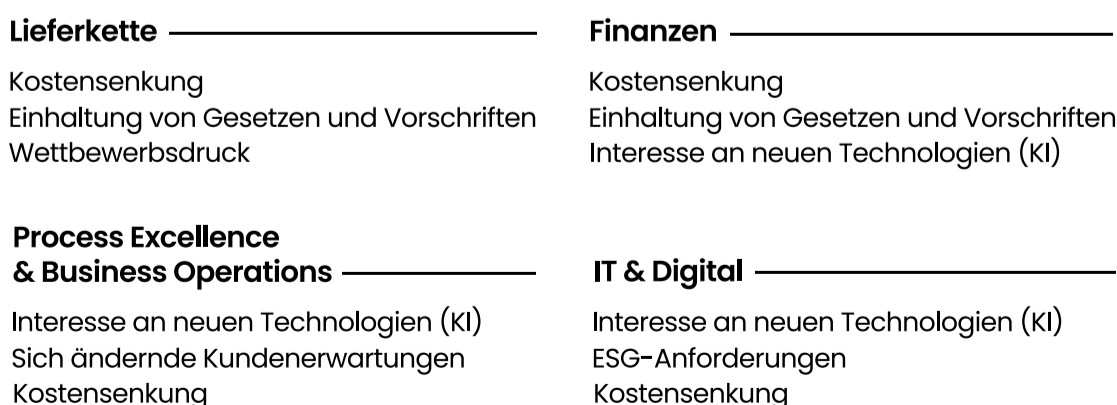 Lieferkette
Kostensenkung
Einhaltung von Gesetzen und Vorschriften
Wettbewerbsdruck
Finanzen
Kostensenkung
Einhaltung von Gesetzen und Vorschriften
Interesse an neuen Technologien (KI)
Process Excellence
& Business Operations
Interesse an neuen Technologien (KI)
Sich ändernde Kundenerwartungen
Kostensenkung
IT & Digital
Interesse an neuen Technologien (KI)
ESG-Anforderungen
Kostensenkung